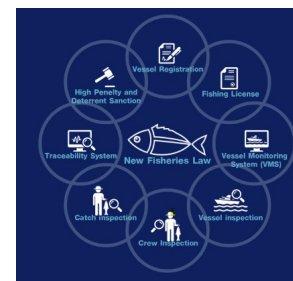 Vessel Registration
High Penelty and
Deterrent Sanction
Fishing License
Traceability System
New Fisheries Law
Vessel Monitoring
System (VMS)
Catch Inspection
Vessel inspection
Crew Inspection